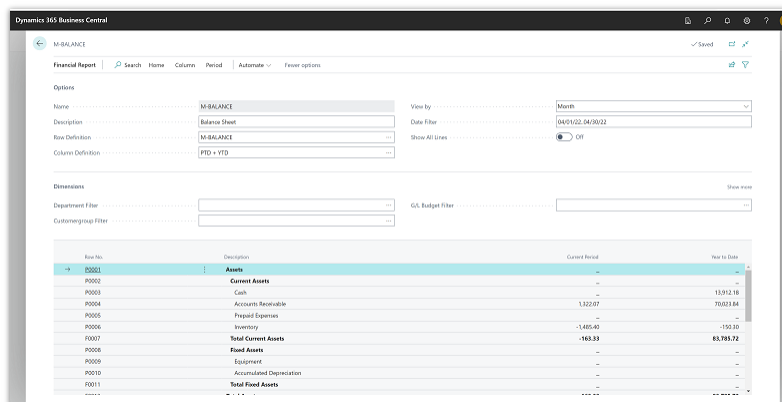 Dynamics 365 Business Central
?
M-BALANCE
Saved
Financial Report Search Home Column Period Automate Fewer options
Options
Name M-BALANCE View by Month
Description Balance Sheet Date Filter 04/01/22..04/30/22
Row Definition M-BALANCE ... Show All Lines Off
Column Definition PTD + YTD ...
Dimensions Show more
Department Filter ... G/L Budget Filter ...
Customergroup Filter ...
Row No. Description Current Period Year to Date
→ P0001 ⋮ Assets _ _
P0002 Current Assets _ _
P0003 Cash _ 13,912.18
P0004 Accounts Receivable 1,322.07 70,023.84
P0005 Prepaid Expenses _ _
P0006 Inventory -1,485.40 -150.30
F0007 Total Current Assets -163.33 83,785.72
P0008 Fixed Assets _ _
P0009 Equipment _ _
P0010 Accumulated Depreciation _ _
F0011 Total Fixed Assets _ _